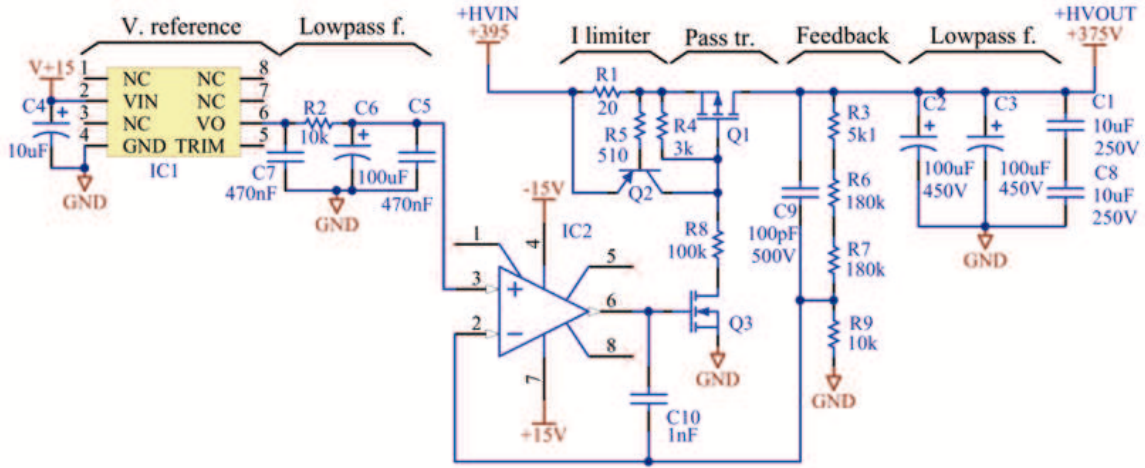 V. reference
Lowpass f.
+HVIN
+395
I limiter
Pass tr.
Feedback
Lowpass f.
+HVOUT
+375V
V+15
1
NC
NC
8
2
VIN
NC
7
3
NC
VO
6
4
GND
TRIM
5
IC1
C4
10uF
GND
R2
10k
C6
C5
C7
470nF
100uF
470nF
GND
R1
20
R5
510
R4
3k
Q1
Q2
R8
100k
Q3
GND
C9
100pF
500V
R3
5k1
R6
180k
R7
180k
R9
10k
GND
C2
100uF
450V
C3
100uF
450V
C1
10uF
250V
C8
10uF
250V
GND
-15V
IC2
1
4
5
3
+
6
2
−
8
7
+15V
C10
1nF